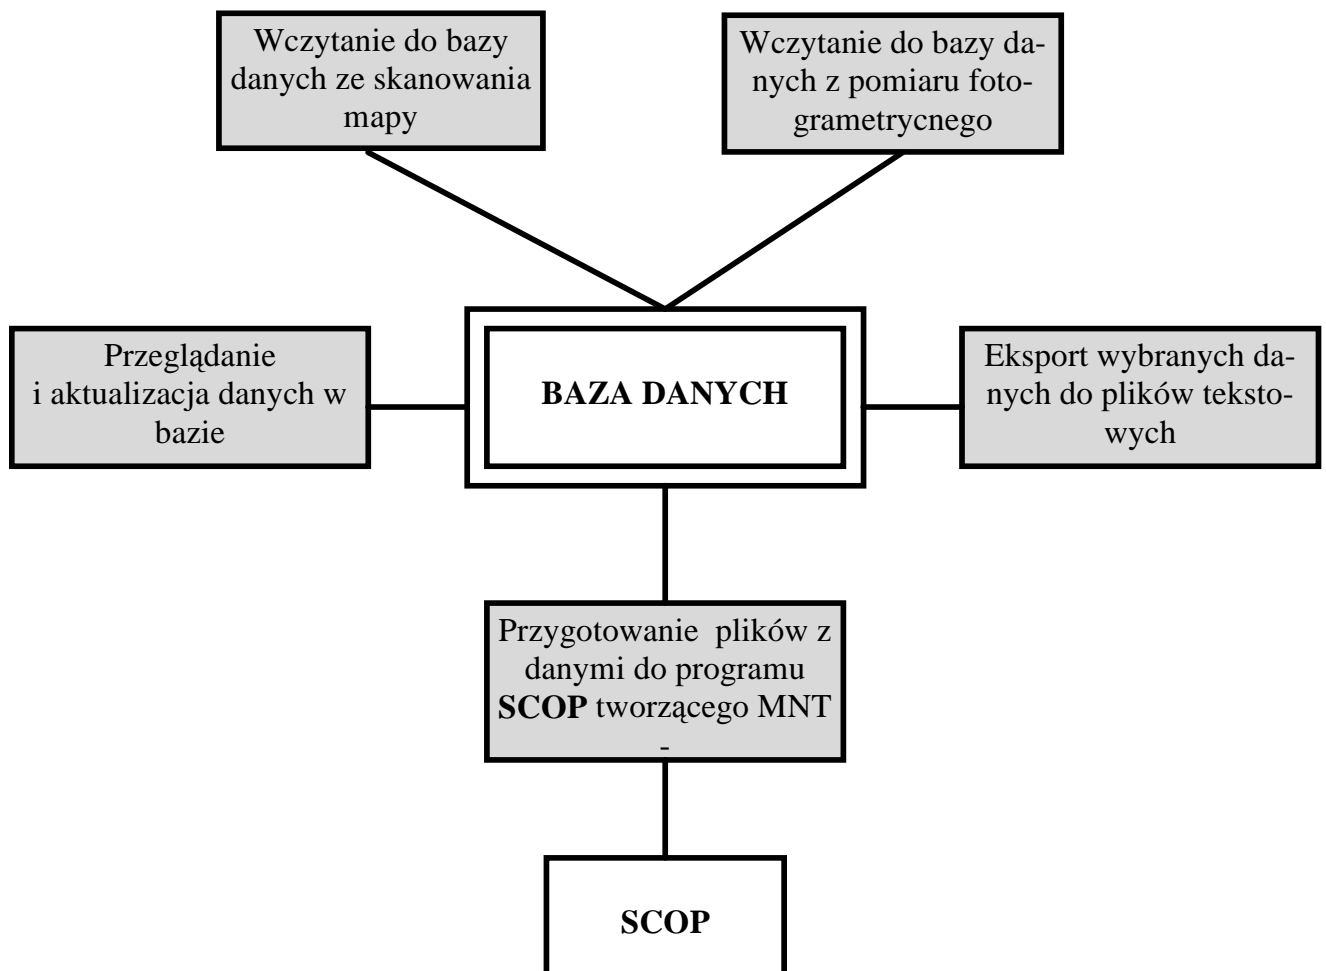 Wczytanie do bazy
danych ze skanowania
mapy
Wczytanie do bazy da-
nych z pomiaru foto-
grametrycnego
Przeglądanie
i aktualizacja danych w
bazie
BAZA DANYCH
Eksport wybranych da-
nych do plików teksto-
wych
Przygotowanie  plików z
danymi do programu
SCOP tworzącego MNT
-
SCOP